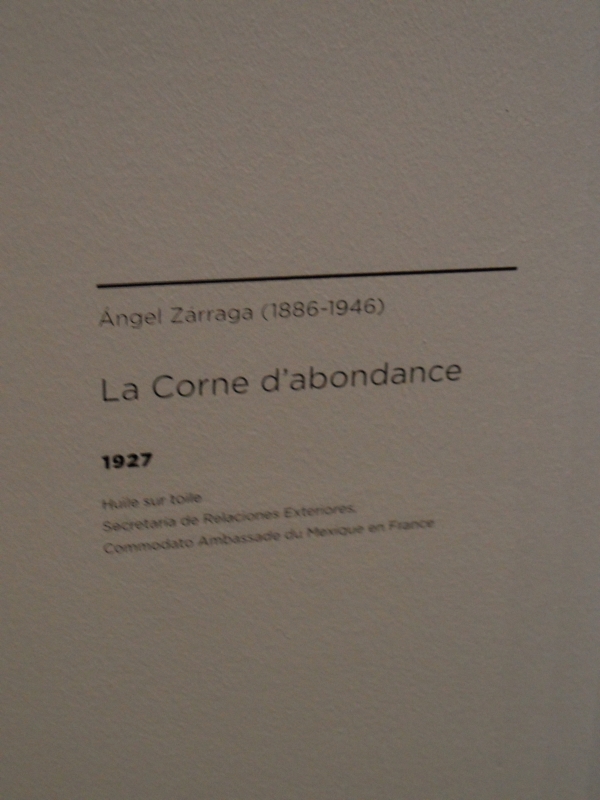 Ángel Zárraga (1886-1946)
La Corne d'abondance
1927
Huile sur toile
Secretaría de Relaciones Exteriores,
Commodato Ambassade du Mexique en France